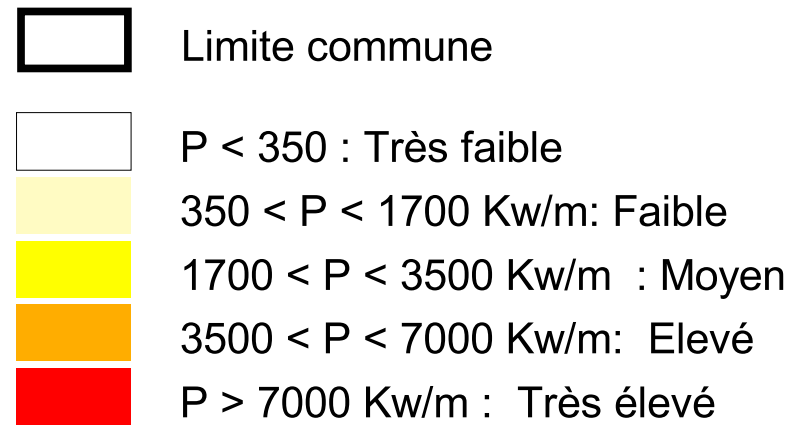 Limite commune
P < 350 : Très faible
350 < P < 1700 Kw/m: Faible
1700 < P < 3500 Kw/m : Moyen
3500 < P < 7000 Kw/m: Elevé
P > 7000 Kw/m : Très élevé